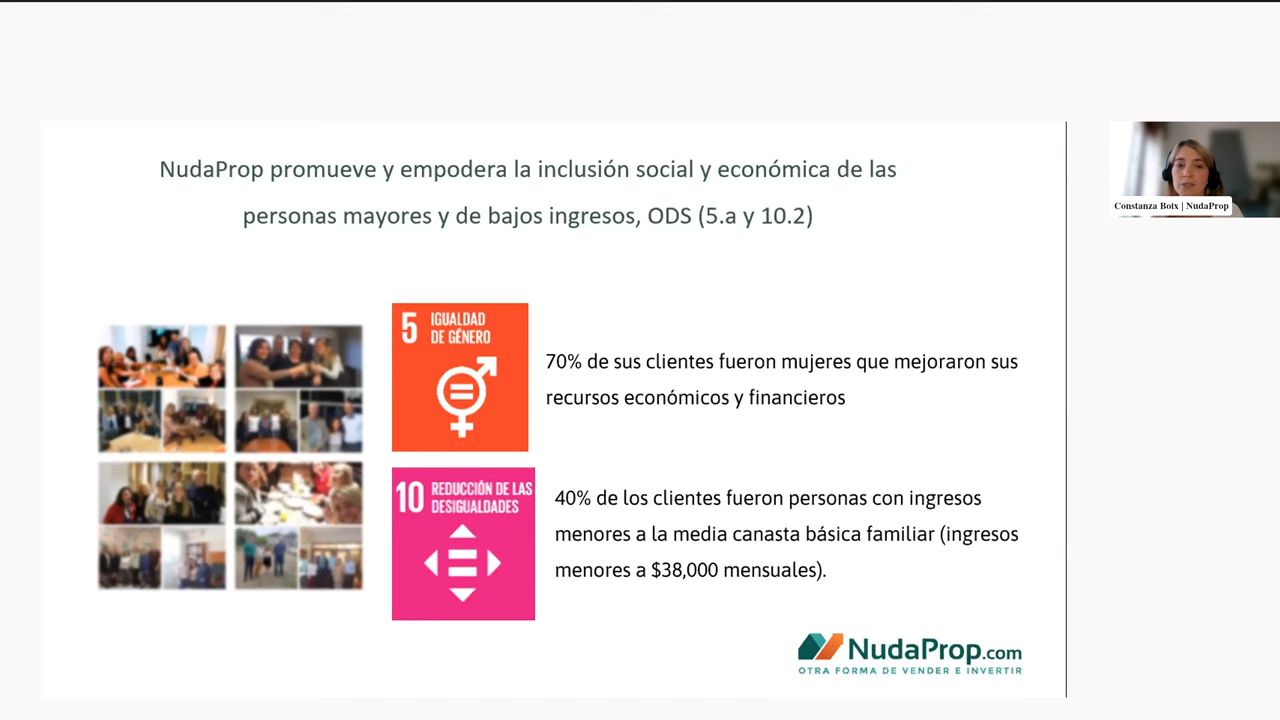 NudaProp promueve y empodera la inclusión social y económica de las
personas mayores y de bajos ingresos, ODS (5.a y 10.2)
Constanza Boix | NudaProp
5 IGUALDAD
DE GÉNERO
70% de sus clientes fueron mujeres que mejoraron sus
recursos económicos y financieros
10 REDUCCIÓN DE LAS
DESIGUALDADES
40% de los clientes fueron personas con ingresos
menores a la media canasta básica familiar (ingresos
menores a $38,000 mensuales).
NudaProp.com
OTRA FORMA DE VENDER E INVERTIR